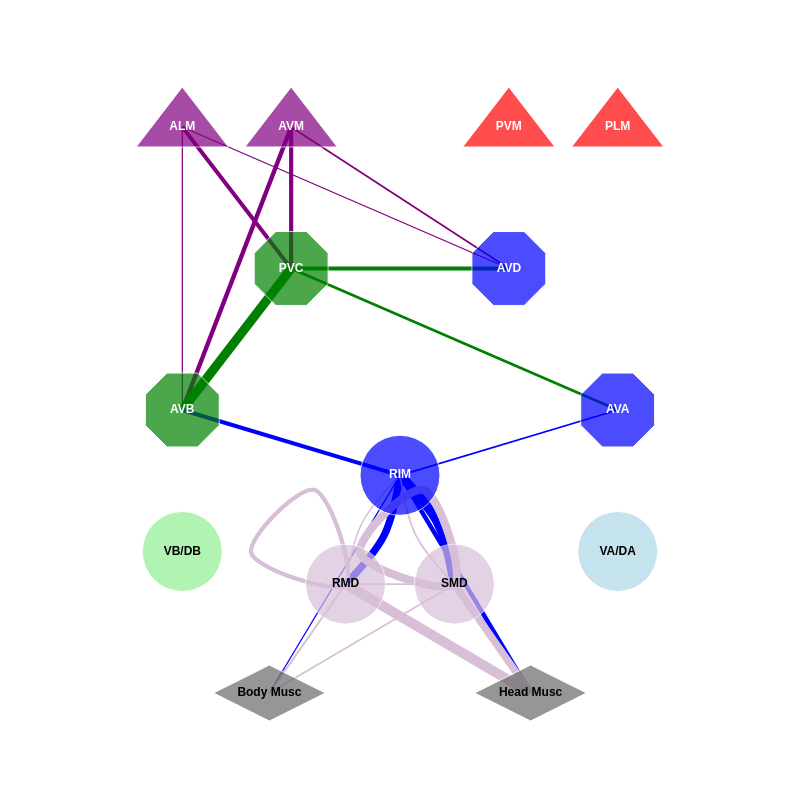 ALM
AVM
PVM
PLM
PVC
AVD
AVB
AVA
RIM
VB/DB
VA/DA
RMD
SMD
Body Musc
Head Musc